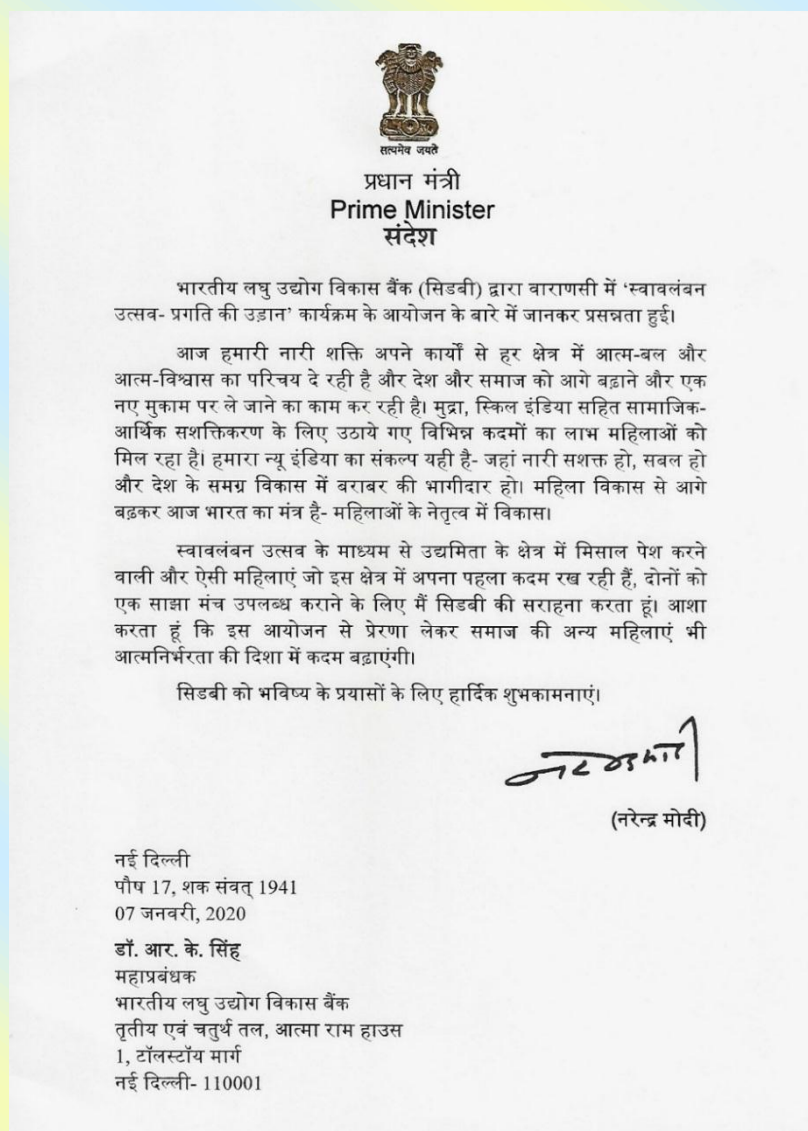 सत्यमेव जयते
प्रधान मंत्री
Prime Minister
संदेश
भारतीय लघु उद्योग विकास बैंक (सिडबी) द्वारा वाराणसी में ‘स्वावलंबन
उत्सव- प्रगति की उड़ान’ कार्यक्रम के आयोजन के बारे में जानकर प्रसन्नता हुई।
आज हमारी नारी शक्ति अपने कार्यों से हर क्षेत्र में आत्म-बल और
आत्म-विश्वास का परिचय दे रही है और देश और समाज को आगे बढ़ाने और एक
नए मुकाम पर ले जाने का काम कर रही है। मुद्रा, स्किल इंडिया सहित सामाजिक-
आर्थिक सशक्तिकरण के लिए उठाये गए विभिन्न कदमों का लाभ महिलाओं को
मिल रहा है। हमारा न्यू इंडिया का संकल्प यही है- जहां नारी सशक्त हो, सबल हो
और देश के समग्र विकास में बराबर की भागीदार हो। महिला विकास से आगे
बढ़कर आज भारत का मंत्र है- महिलाओं के नेतृत्व में विकास।
स्वावलंबन उत्सव के माध्यम से उद्यमिता के क्षेत्र में मिसाल पेश करने
वाली और ऐसी महिलाएं जो इस क्षेत्र में अपना पहला कदम रख रही हैं, दोनों को
एक साझा मंच उपलब्ध कराने के लिए मैं सिडबी की सराहना करता हूं। आशा
करता हूं कि इस आयोजन से प्रेरणा लेकर समाज की अन्य महिलाएं भी
आत्मनिर्भरता की दिशा में कदम बढ़ाएंगी।
सिडबी को भविष्य के प्रयासों के लिए हार्दिक शुभकामनाएं।
(नरेन्द्र मोदी)
नई दिल्ली
पौष 17, शक संवत् 1941
07 जनवरी, 2020
डॉ. आर. के. सिंह
महाप्रबंधक
भारतीय लघु उद्योग विकास बैंक
तृतीय एवं चतुर्थ तल, आत्मा राम हाउस
1, टॉलस्टॉय मार्ग
नई दिल्ली- 110001